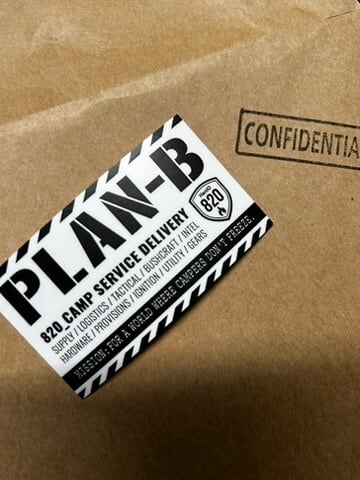 CONFIDENTIA
PLAN-B
820_CAMP SERVICE DELIVERY
SUPPLY / LOGISTICS / TACTICAL / BUSHCRAFT / INTEL
HARDWARE / PROVISIONS / IGNITION / UTILITY / GEARS
820
MISSION: FOR A WORLD WHERE CAMPERS DON'T FREEZE.